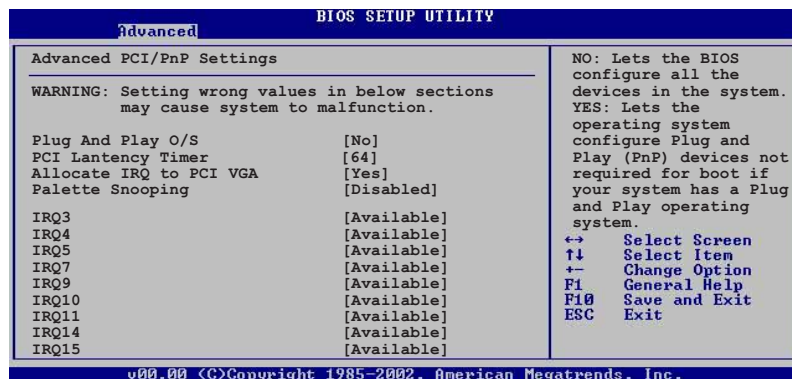 BIOS SETUP UTILITY
Advanced
Advanced PCI/PnP Settings
WARNING: Setting wrong values in below sections
may cause system to malfunction.
Plug And Play O/S [No]
PCI Lantency Timer [64]
Allocate IRQ to PCI VGA [Yes]
Palette Snooping [Disabled]
IRQ3 [Available]
IRQ4 [Available]
IRQ5 [Available]
IRQ7 [Available]
IRQ9 [Available]
IRQ10 [Available]
IRQ11 [Available]
IRQ14 [Available]
IRQ15 [Available]
NO: Lets the BIOS
configure all the
devices in the system.
YES: Lets the
operating system
configure Plug and
Play (PnP) devices not
required for boot if
your system has a Plug
and Play operating
system.
←→ Select Screen
↑↓ Select Item
+- Change Option
F1 General Help
F10 Save and Exit
ESC Exit
v00.00 (C)Copyright 1985-2002, American Megatrends, Inc.